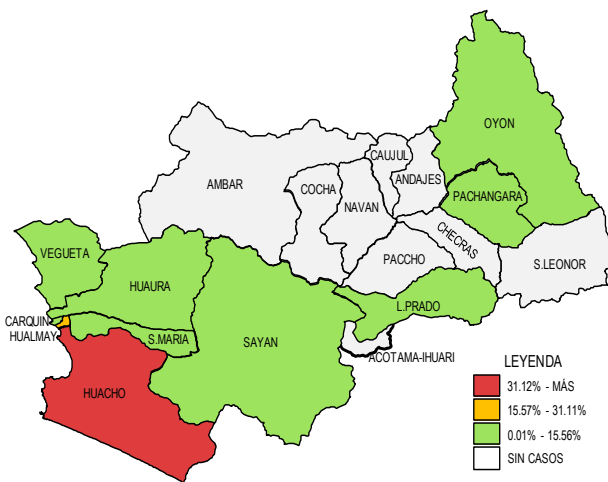 OYON
CAUJUL
AMBAR
COCHA
ANDAJES
NAVAN
PACHANGARA
CHECRAS
VEGUETA
PACCHO
S.LEONOR
HUAURA
L.PRADO
CARQUIN
HUALMAY
S.MARIA
SAYAN
ACOTAMA-IHUARI
HUACHO
LEYENDA
31.12% - MÁS
15.57% - 31.11%
0.01% - 15.56%
SIN CASOS